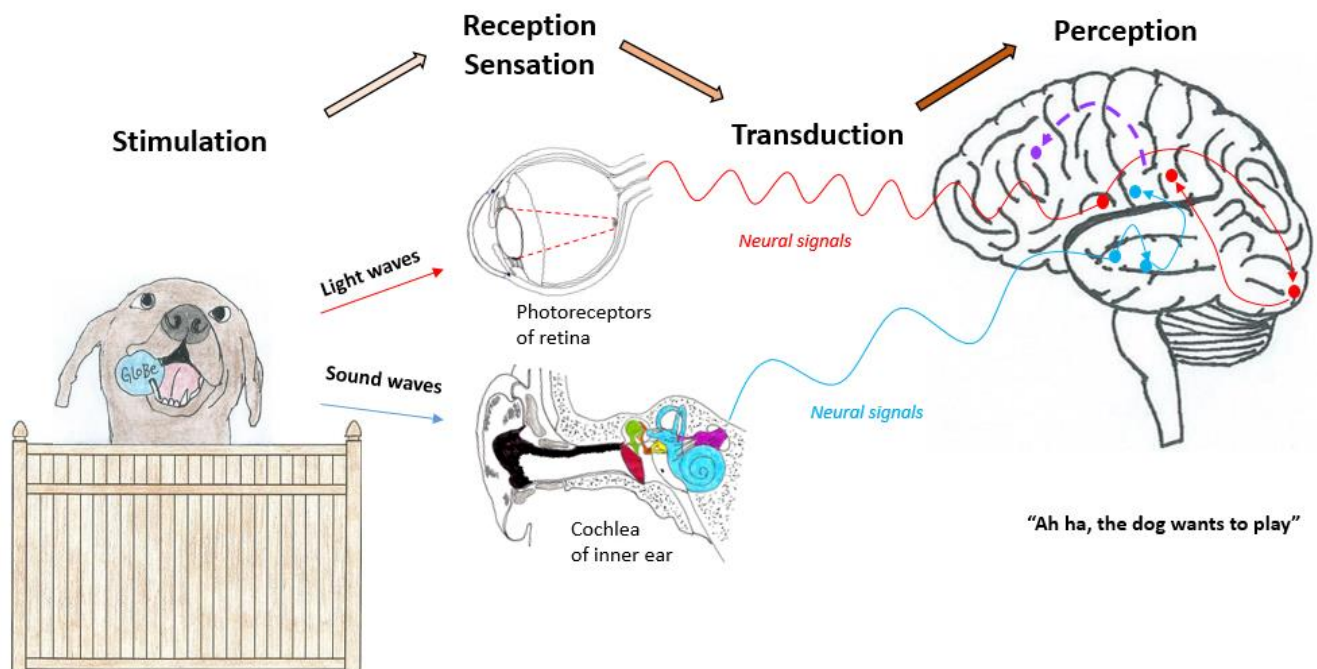 Reception
Sensation
Perception
Stimulation
Transduction
Light waves
Neural signals
Photoreceptors
of retina
GLoBe
Sound waves
Neural signals
Cochlea
of inner ear
“Ah ha, the dog wants to play”